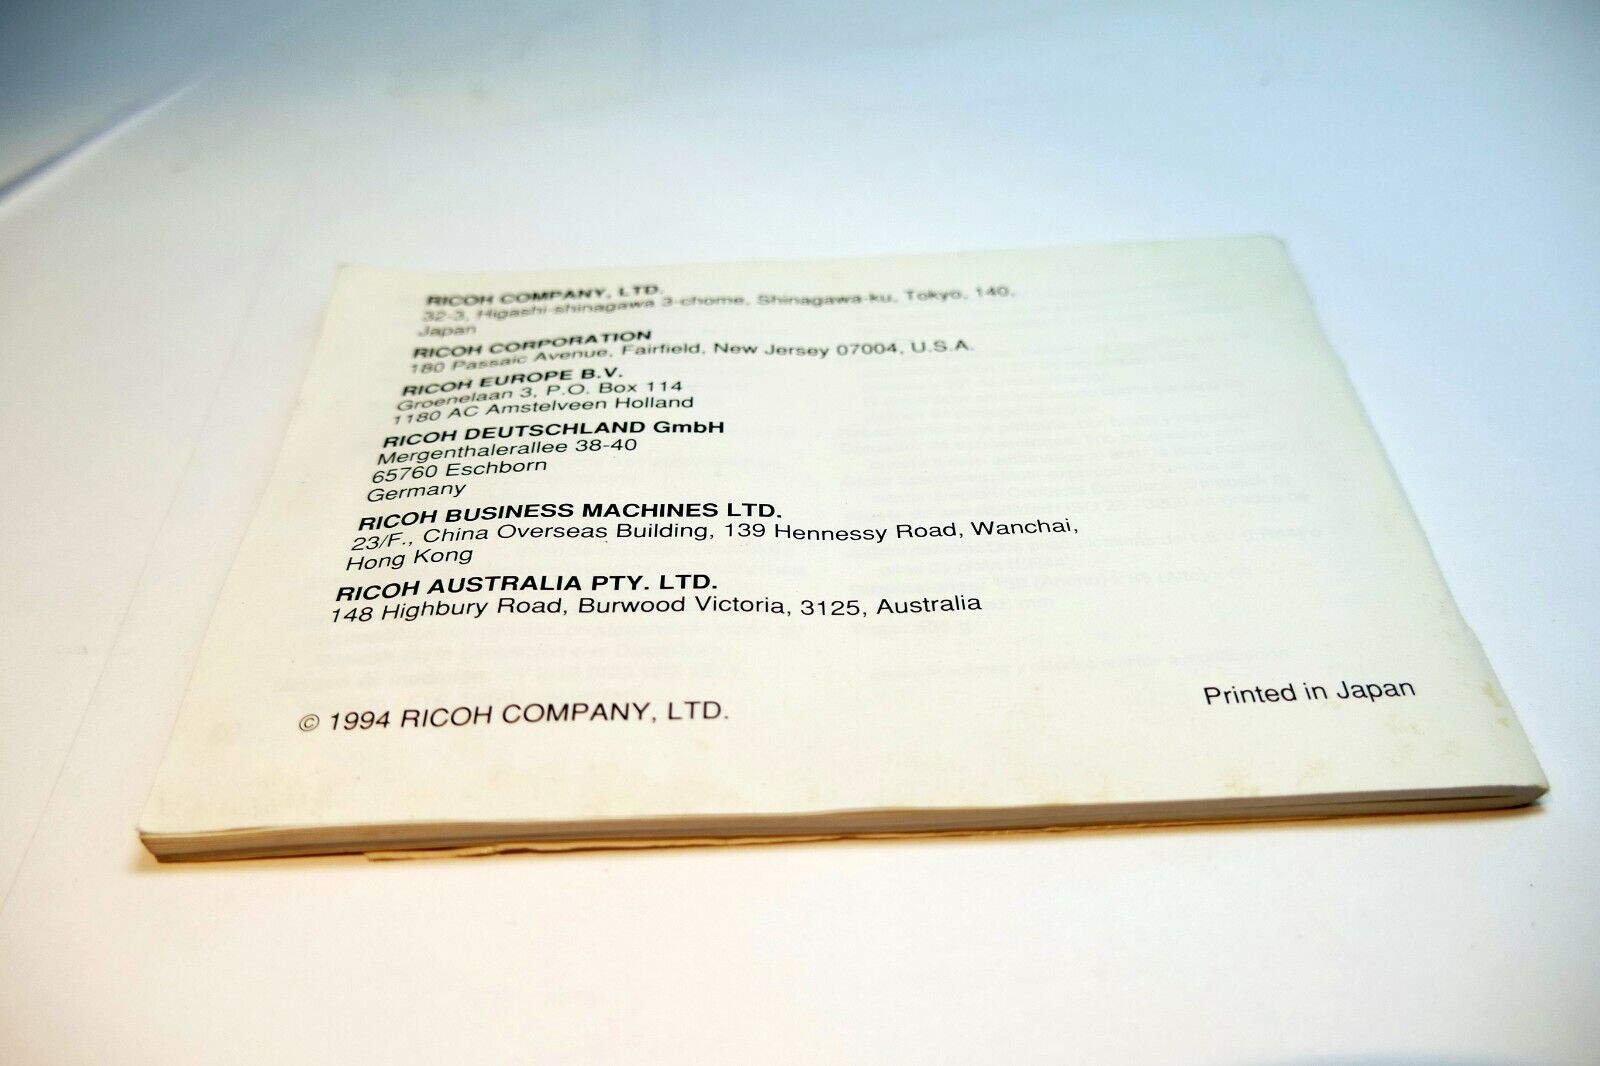 RICOH COMPANY, LTD.
32-3, Higashi-shinagawa 3-chome, Shinagawa-ku, Tokyo, 140,
Japan
RICOH CORPORATION
180 Passaic Avenue, Fairfield, New Jersey 07004, U.S.A.
RICOH EUROPE B.V.
Groenelaan 3, P.O. Box 114
1180 AC Amstelveen Holland
RICOH DEUTSCHLAND GmbH
Mergenthalerallee 38-40
65760 Eschborn
Germany
RICOH BUSINESS MACHINES LTD.
23/F., China Overseas Building, 139 Hennessy Road, Wanchai,
Hong Kong
RICOH AUSTRALIA PTY. LTD.
148 Highbury Road, Burwood Victoria, 3125, Australia
© 1994 RICOH COMPANY, LTD.
Printed in Japan